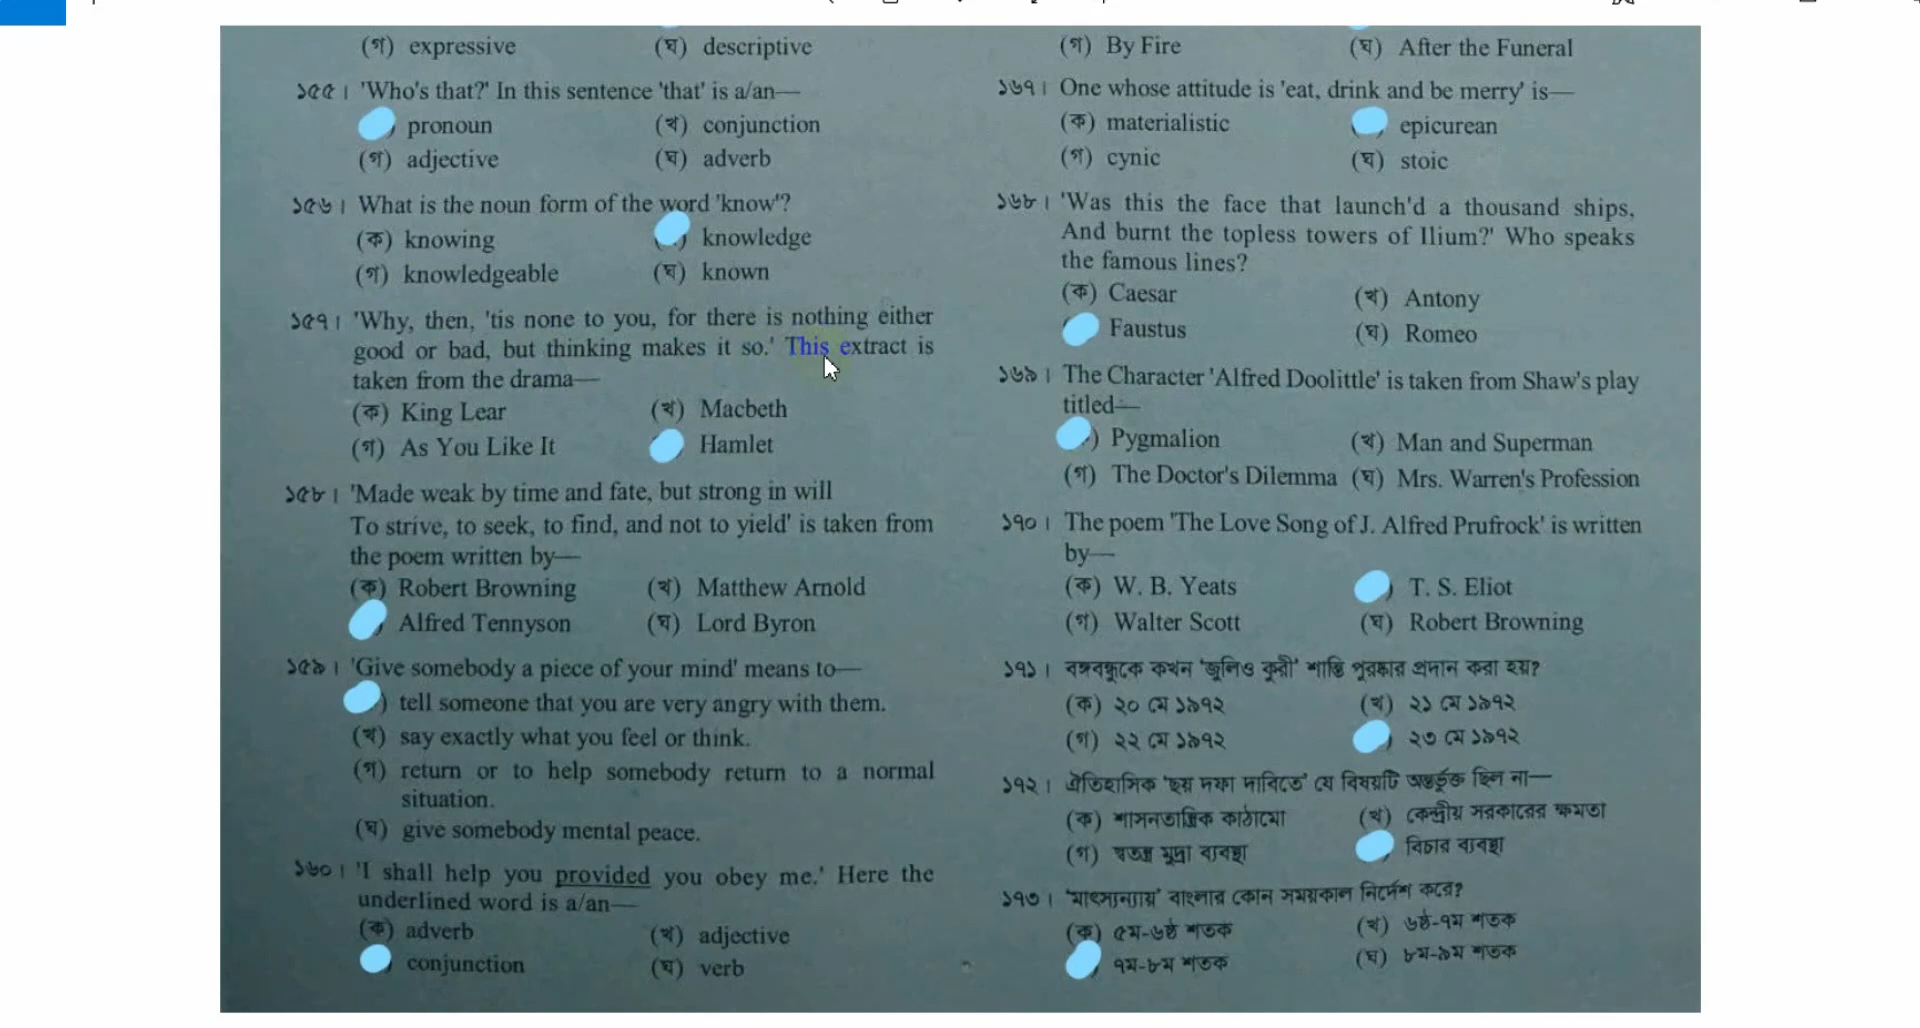 (গ) expressive
(ঘ) descriptive
১৫৫। 'Who's that?' In this sentence 'that' is a/an—
pronoun
(খ) conjunction
(গ) adjective
(ঘ) adverb
১৫৬। What is the noun form of the word 'know'?
(ক) knowing
knowledge
(গ) knowledgeable
(ঘ) known
১৫৭। 'Why, then, 'tis none to you, for there is nothing either
good or bad, but thinking makes it so.' This extract is
taken from the drama—
(ক) King Lear
(খ) Macbeth
(গ) As You Like It
Hamlet
১৫৮। 'Made weak by time and fate, but strong in will
To strive, to seek, to find, and not to yield' is taken from
the poem written by—
(ক) Robert Browning
(খ) Matthew Arnold
Alfred Tennyson
(ঘ) Lord Byron
১৫৯। 'Give somebody a piece of your mind' means to—
tell someone that you are very angry with them.
(খ) say exactly what you feel or think.
(গ) return or to help somebody return to a normal
situation.
(ঘ) give somebody mental peace.
১৬০। 'I shall help you provided you obey me.' Here the
underlined word is a/an—
(ক) adverb
(খ) adjective
conjunction
(ঘ) verb
(গ) By Fire
(ঘ) After the Funeral
১৬৭। One whose attitude is 'eat, drink and be merry' is—
(ক) materialistic
epicurean
(গ) cynic
(ঘ) stoic
১৬৮। 'Was this the face that launch'd a thousand ships,
And burnt the topless towers of Ilium?' Who speaks
the famous lines?
(ক) Caesar
(খ) Antony
Faustus
(ঘ) Romeo
১৬৯। The Character 'Alfred Doolittle' is taken from Shaw's play
titled—
Pygmalion
(খ) Man and Superman
(গ) The Doctor's Dilemma
(ঘ) Mrs. Warren's Profession
১৭০। The poem 'The Love Song of J. Alfred Prufrock' is written
by—
(ক) W. B. Yeats
T. S. Eliot
(গ) Walter Scott
(ঘ) Robert Browning
১৭১। বঙ্গবন্ধুকে কখন 'জুলিও কুরী' শান্তি পুরস্কার প্রদান করা হয়?
(ক) ২০ মে ১৯৭২
(খ) ২১ মে ১৯৭২
(গ) ২২ মে ১৯৭২
২৩ মে ১৯৭২
১৭২। ঐতিহাসিক 'ছয় দফা দাবিতে' যে বিষয়টি অন্তর্ভুক্ত ছিল না—
(ক) শাসনতান্ত্রিক কাঠামো
(খ) কেন্দ্রীয় সরকারের ক্ষমতা
(গ) স্বতন্ত্র মুদ্রা ব্যবস্থা
বিচার ব্যবস্থা
১৭৩। 'মাৎস্যন্যায়' বাংলার কোন সময়কাল নির্দেশ করে?
(ক) ৫ম-৬ষ্ঠ শতক
(খ) ৬ষ্ঠ-৭ম শতক
৭ম-৮ম শতক
(ঘ) ৮ম-৯ম শতক